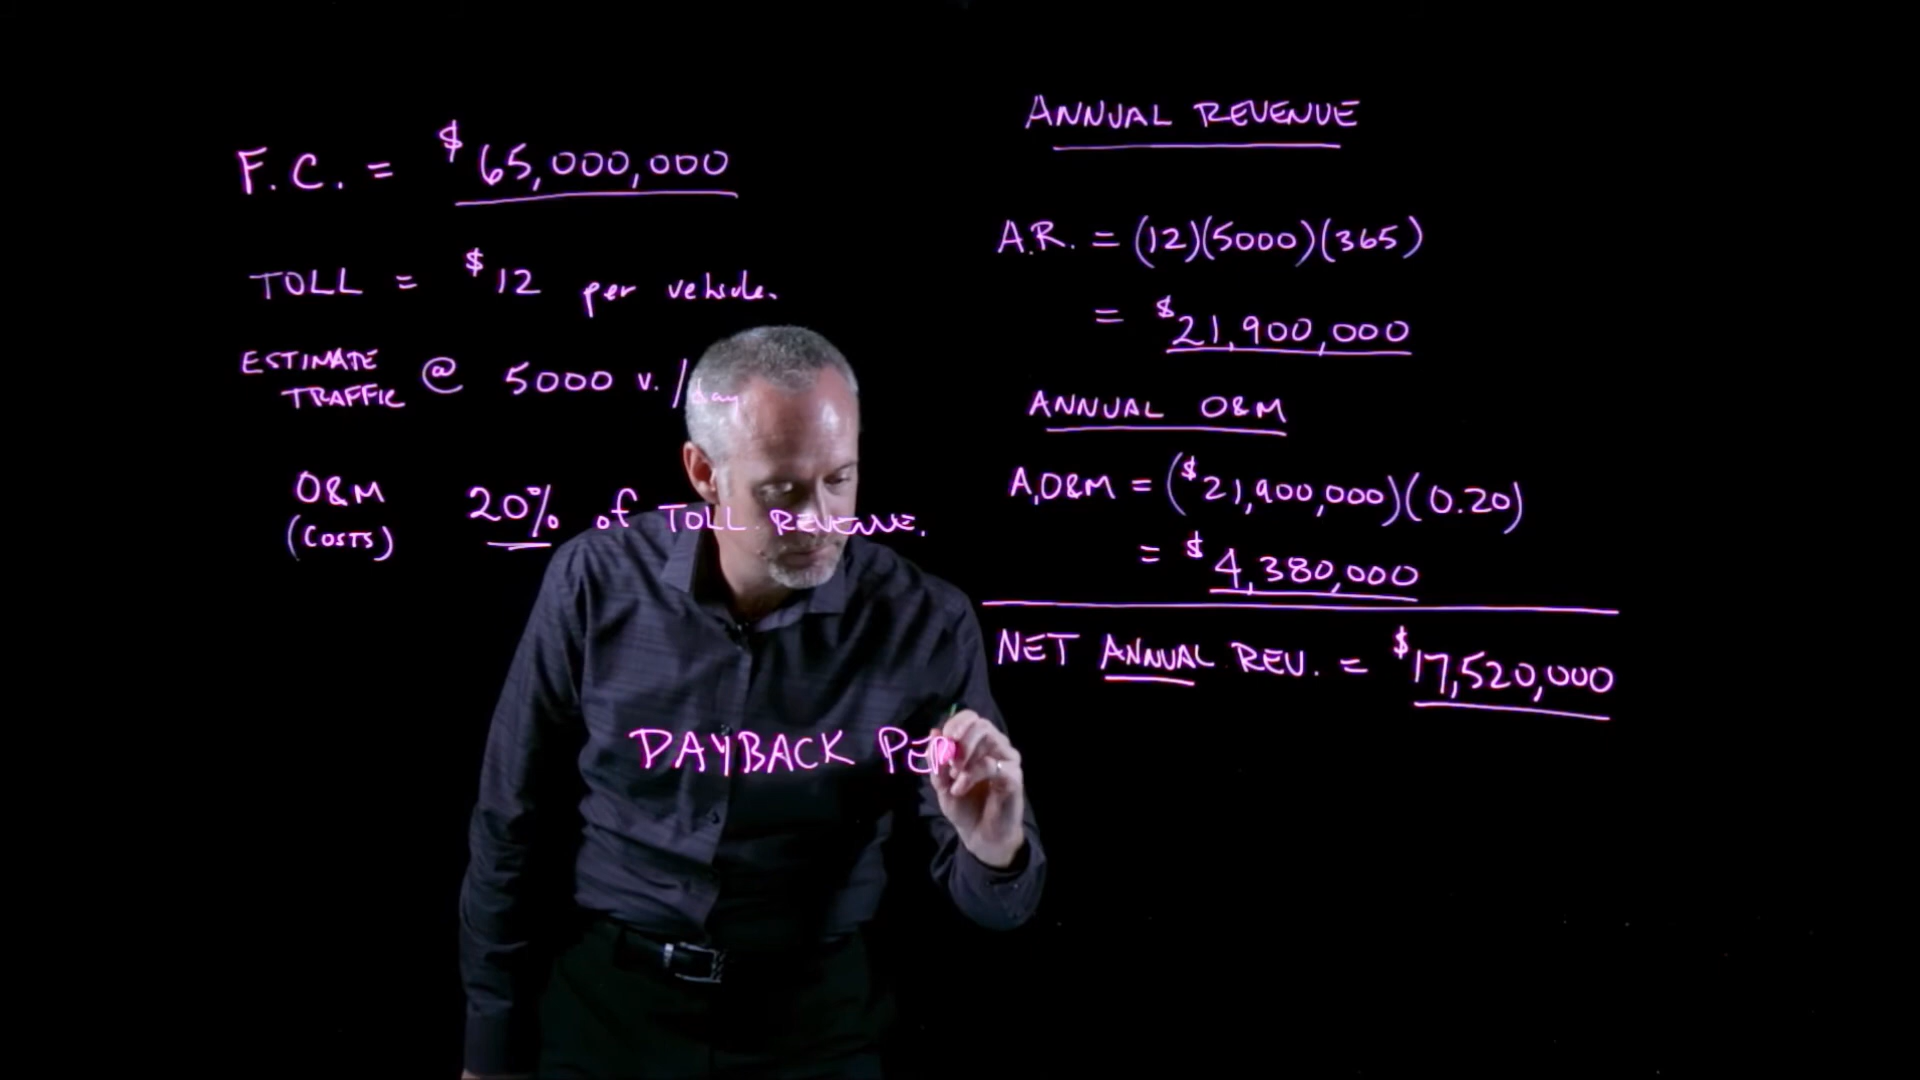 F.C. = $65,000,000
TOLL = $12 per vehicle.
ESTIMATE
TRAFFIC @ 5000 v./day
O&M 20% of TOLL REVENUE.
(COSTS)
ANNUAL REVENUE
A.R. = (12)(5000)(365)
= $21,900,000
ANNUAL O&M
A,O&M = ($21,900,000)(0.20)
= $4,380,000
NET ANNUAL REV. = $17,520,000
PAYBACK PER